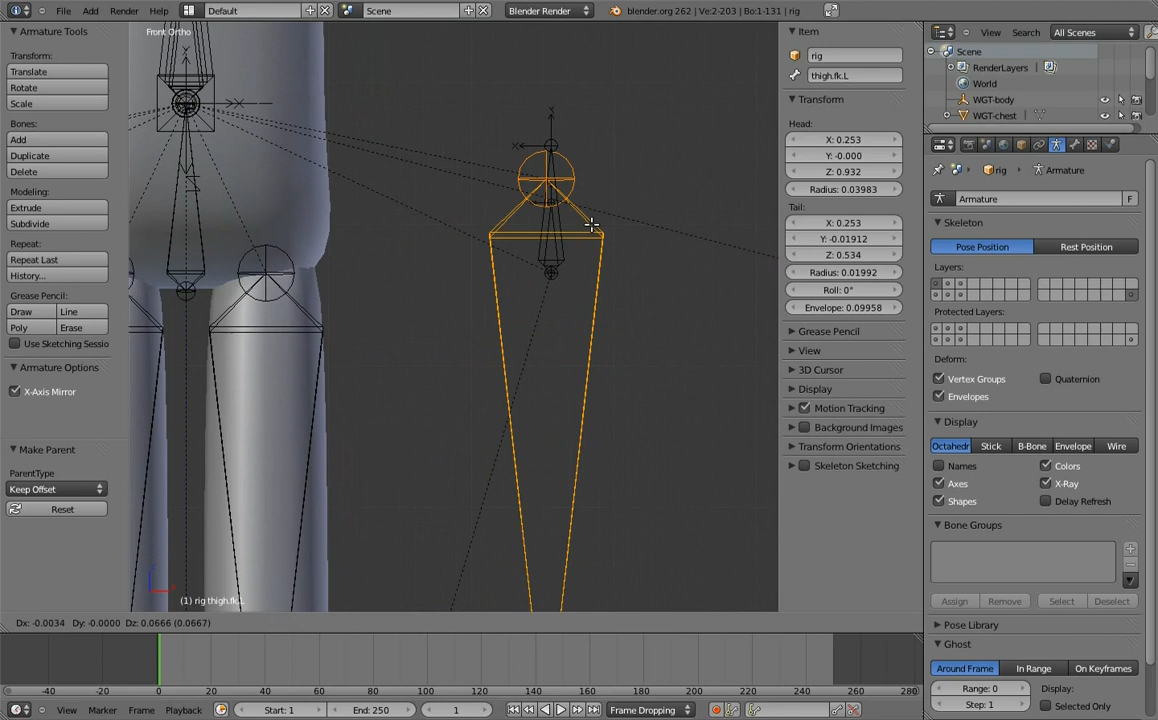 File Add Render Help Default Scene Blender Render blender.org 262 | Ve:2-203 | Bo:1-131 | rig
Armature Tools
Transform:
Translate
Rotate
Scale
Bones:
Add
Duplicate
Delete
Modeling:
Extrude
Subdivide
Repeat:
Repeat Last
History...
Grease Pencil:
Draw Line
Poly Erase
Use Sketching Sessio
Armature Options
X-Axis Mirror
Make Parent
ParentType
Keep Offset
Reset
Front Ortho
(1) rig thigh.fk.L
Item
rig
thigh.fk.L
Transform
Head:
X: 0.253
Y: -0.000
Z: 0.932
Radius: 0.03983
Tail:
X: 0.253
Y: -0.01912
Z: 0.534
Radius: 0.01992
Roll: 0°
Envelope: 0.09958
Grease Pencil
View
3D Cursor
Display
Motion Tracking
Background Images
Transform Orientations
Skeleton Sketching
View Search All Scenes
Scene
RenderLayers
World
WGT-body
WGT-chest
rig Armature
Armature F
Skeleton
Pose Position Rest Position
Layers:
Protected Layers:
Deform:
Vertex Groups Quaternion
Envelopes
Display
Octahedr Stick B-Bone Envelope Wire
Names Colors
Axes X-Ray
Shapes Delay Refresh
Bone Groups
Assign Remove Select Deselect
Pose Library
Ghost
Around Frame In Range On Keyframes
Range: 0 Display:
Step: 1 Selected Only
Dx: -0.0034 Dy: -0.0000 Dz: 0.0666 (0.0667)
-40 -20 0 20 40 60 80 100 120 140 160 180 200 220 240 260 280
View Marker Frame Playback Start: 1 End: 250 1 Frame Dropping